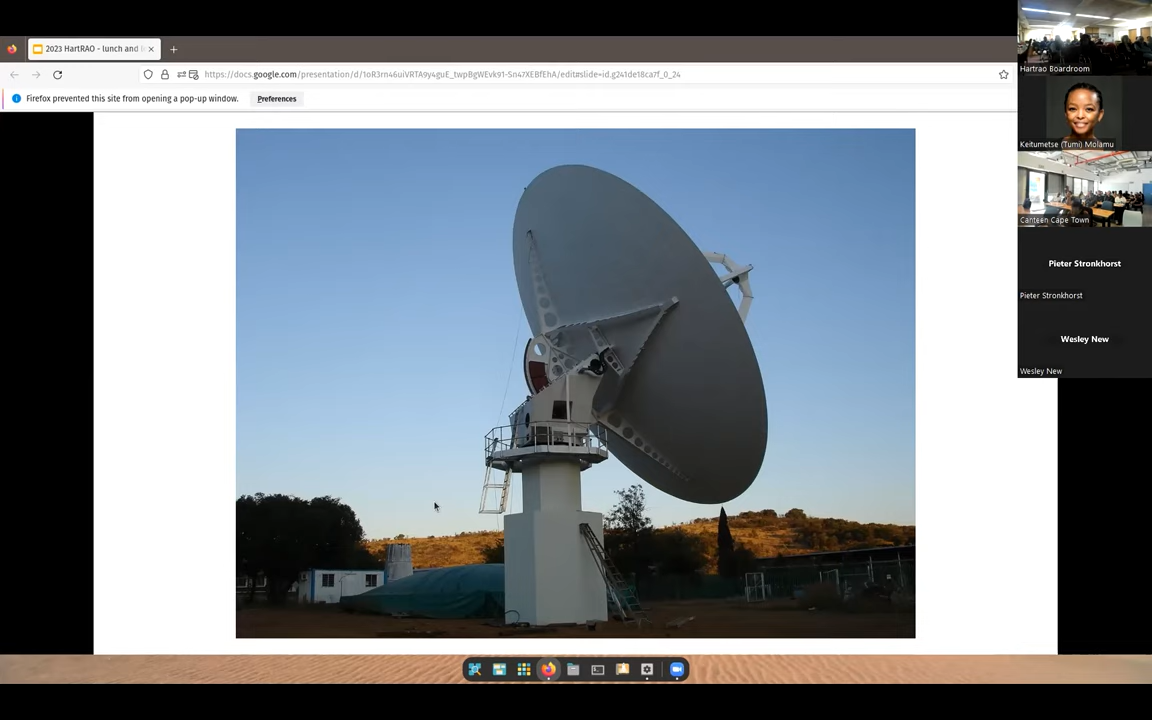 2023 HartRAO - lunch and l
https://docs.google.com/presentation/d/1oR3rn46uiVRTA9y4guE_twpBgWEvk91-Sn47XEBfEhA/edit#slide=id.g241de18ca7f_0_24
Firefox prevented this site from opening a pop-up window.
Preferences
Hartrao Boardroom
Keitumetse (Tumi) Molamu
Canteen Cape Town
Pieter Stronkhorst
Pieter Stronkhorst
Wesley New
Wesley New